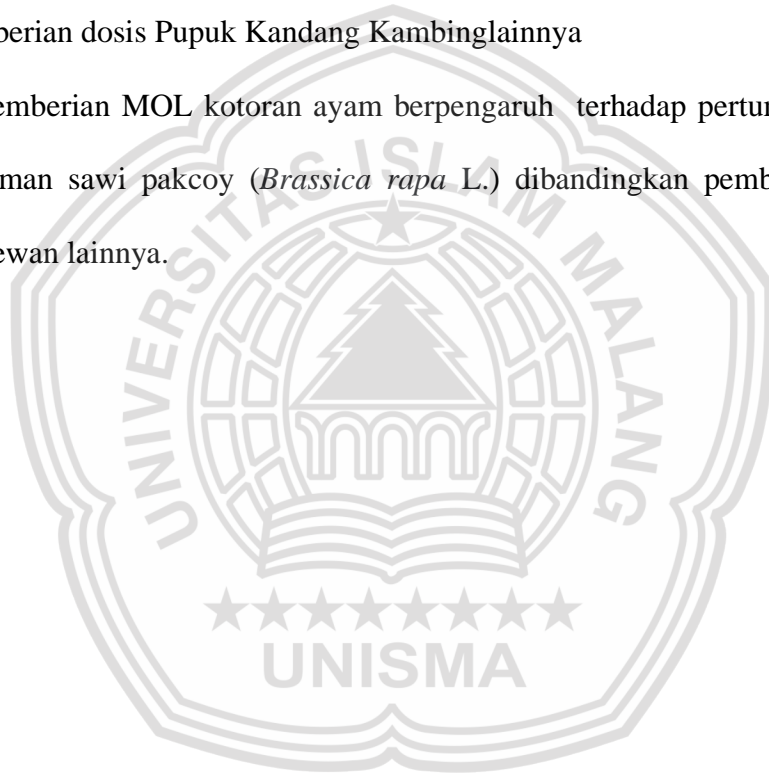 berian dosis Pupuk Kandang Kambinglainnya
emberian MOL kotoran ayam berpengaruh terhadap pertu
man sawi pakcoy (Brassica rapa L.) dibandingkan pemb
ewan lainnya.
UNIVERSITAS ISLAM MALANG
UNISMA